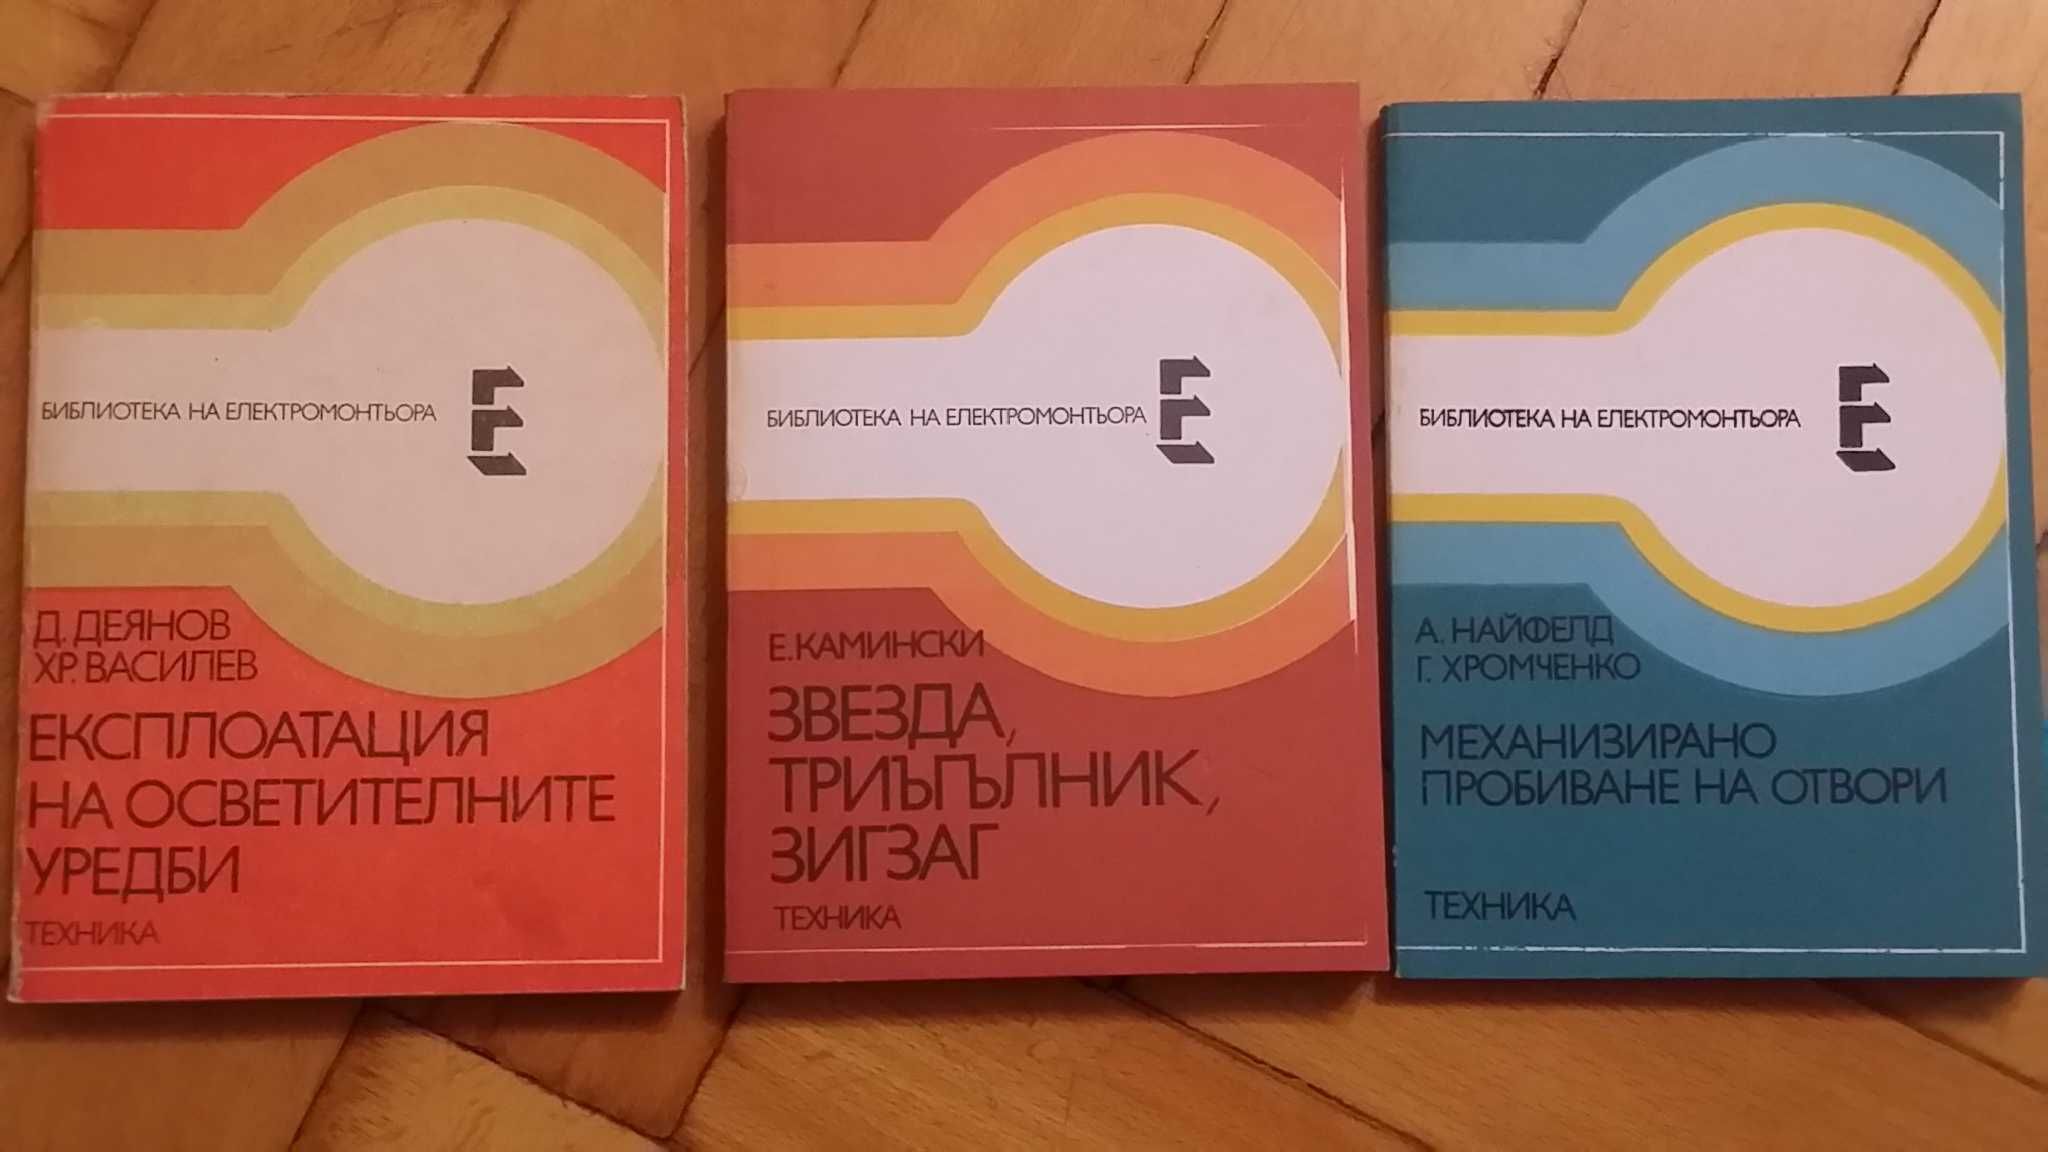 БИБЛИОТЕКА НА ЕЛЕКТРОМОНТЬОРА
Д. ДЕЯНОВ
ХР. ВАСИЛЕВ
ЕКСПЛОАТАЦИЯ
НА ОСВЕТИТЕЛНИТЕ
УРЕДБИ
ТЕХНИКА
БИБЛИОТЕКА НА ЕЛЕКТРОМОНТЬОРА
Е. КАМИНСКИ
ЗВЕЗДА,
ТРИЪГЪЛНИК,
ЗИГЗАГ
ТЕХНИКА
БИБЛИОТЕКА НА ЕЛЕКТРОМОНТЬОРА
А. НАЙФЕЛД
Г. ХРОМЧЕНКО
МЕХАНИЗИРАНО
ПРОБИВАНЕ НА ОТВОРИ
ТЕХНИКА